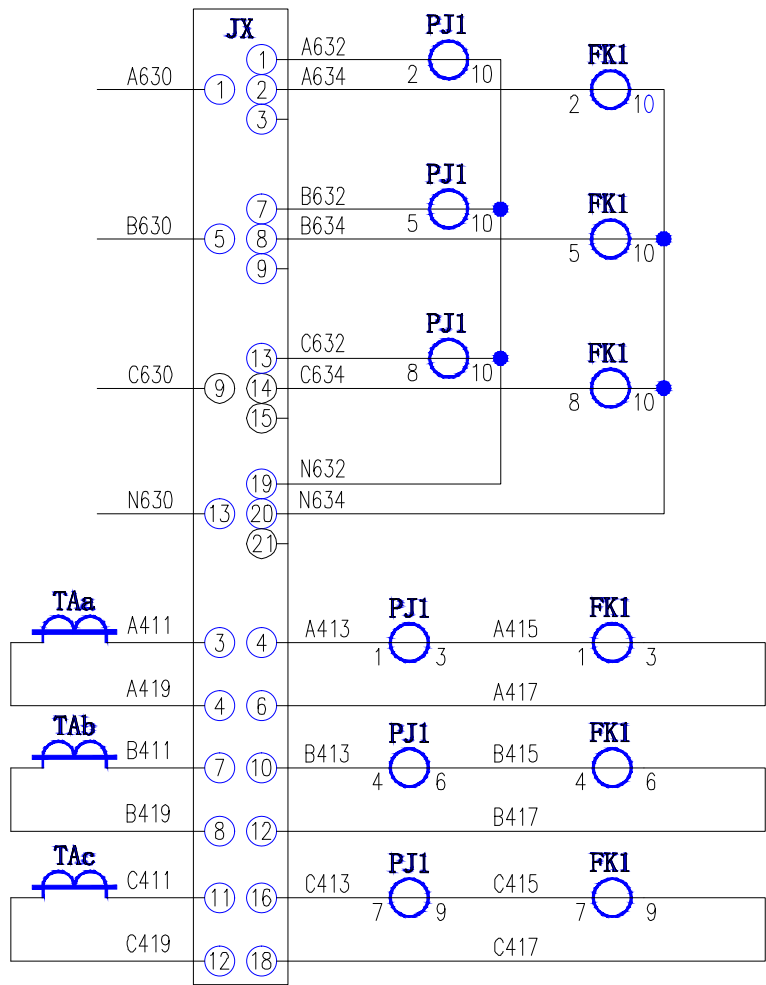 JX
PJ1
1 A632 2 10
FK1
A630 1 2 A634 2 10
3
PJ1
7 B632 5 10
FK1
B630 5 8 B634 5 10
9
PJ1
13 C632 8 10
FK1
C630 9 14 C634 8 10
15
19 N632
N630 13 20 N634
21
TAa PJ1 FK1
A411 3 4 A413 1 3 A415 1 3
A419 4 6 A417
TAb PJ1 FK1
B411 7 10 B413 4 6 B415 4 6
B419 8 12 B417
TAc PJ1 FK1
C411 11 16 C413 7 9 C415 7 9
C419 12 18 C417